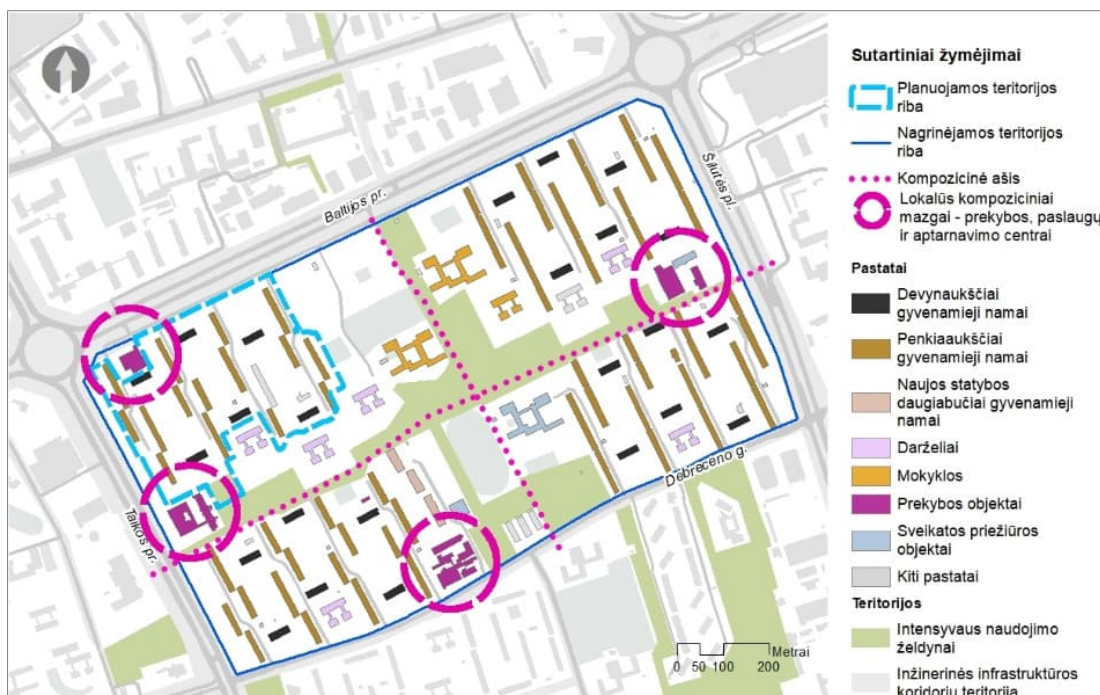 Baltijos pr.
Šilutės pl.
Debreceno g.
Taikos pr.
Metrai
0 50 100 200
Sutartiniai žymėjimai
Planuojamos teritorijos
riba
Nagrinėjamos teritorijos
riba
Kompozicinė ašis
Lokalūs kompoziciniai
mazgai - prekybos, paslaugų
ir aptarnavimo centrai
Pastatai
Devynaukščiai
gyvenamieji namai
Penkiaaukščiai
gyvenamieji namai
Naujos statybos
daugiabučiai gyvenamieji
namai
Darželiai
Mokyklos
Prekybos objektai
Sveikatos priežiūros
objektai
Kiti pastatai
Teritorijos
Intensyvaus naudojimo
želdynai
Inžinerinės infrastruktūros
koridorių teritorija